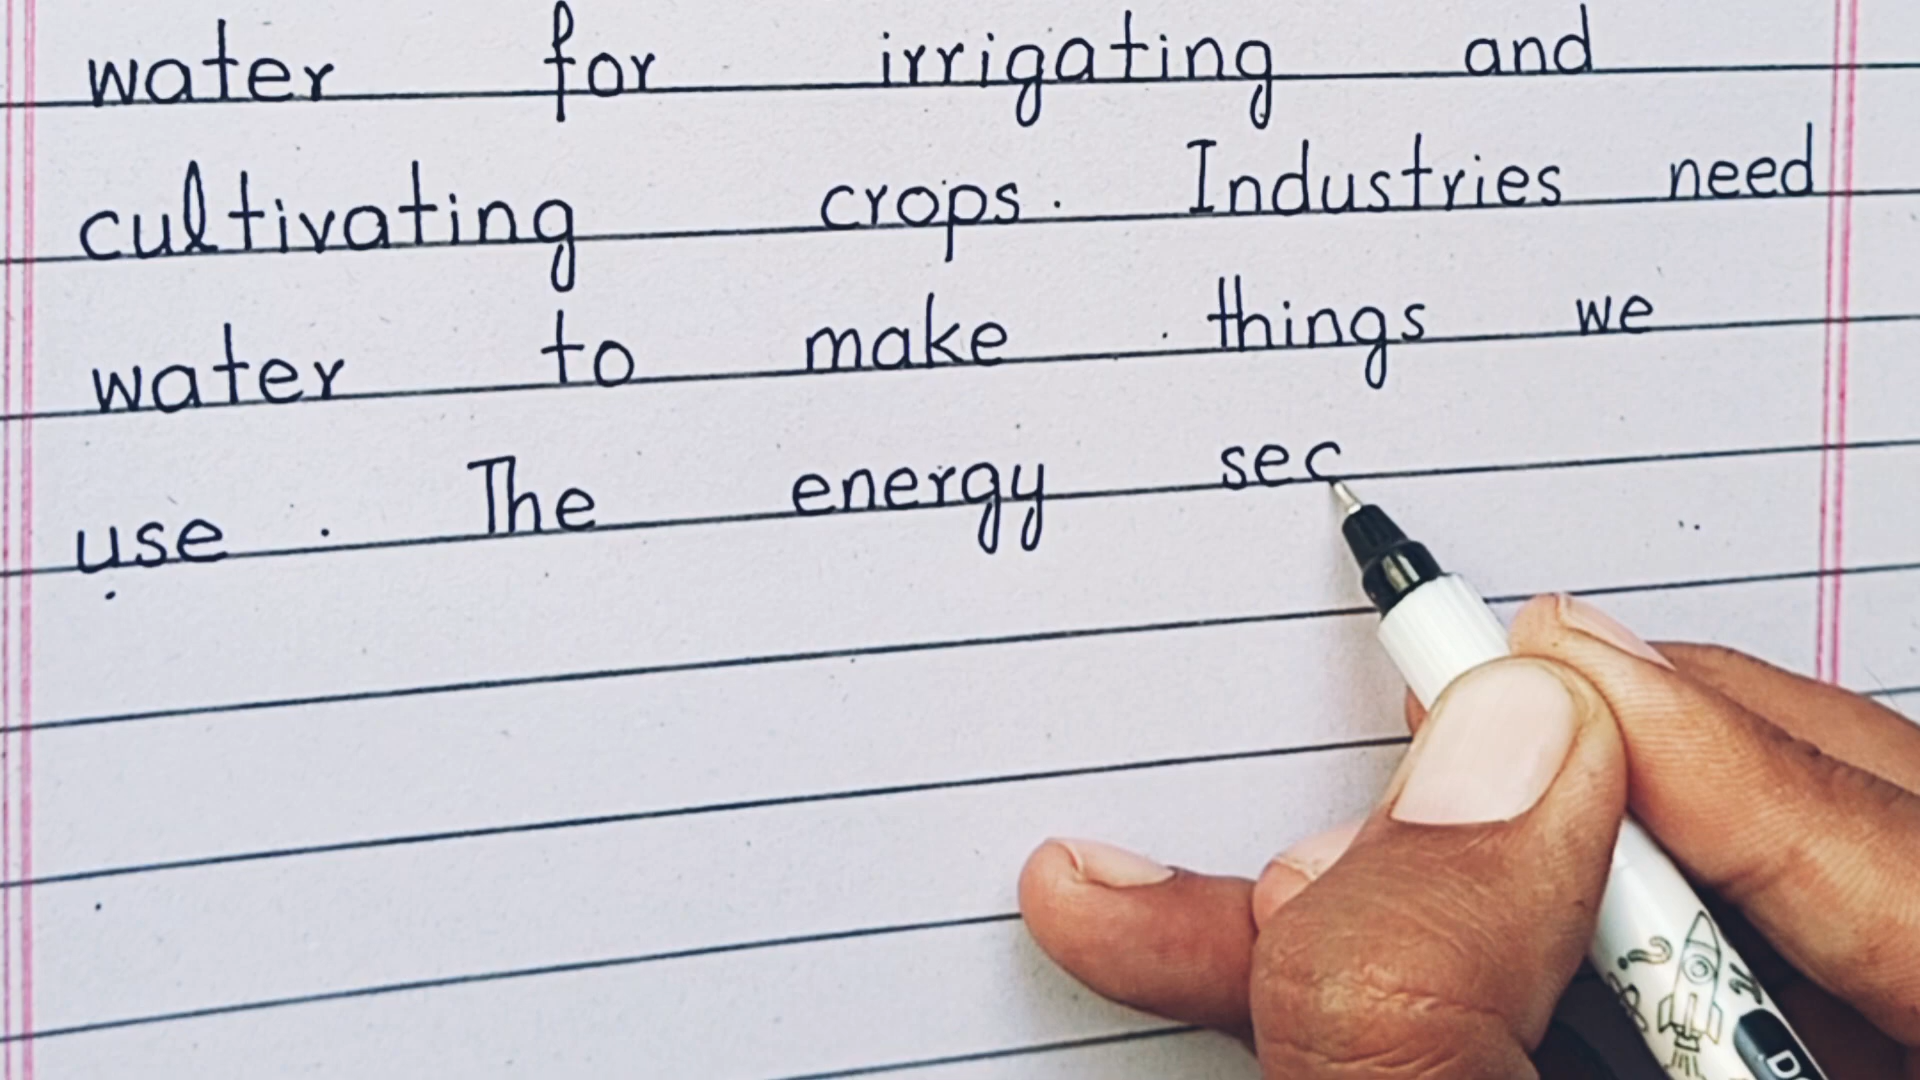 water for irrigating and
cultivating crops. Industries need
water to make things we
use. The energy sec